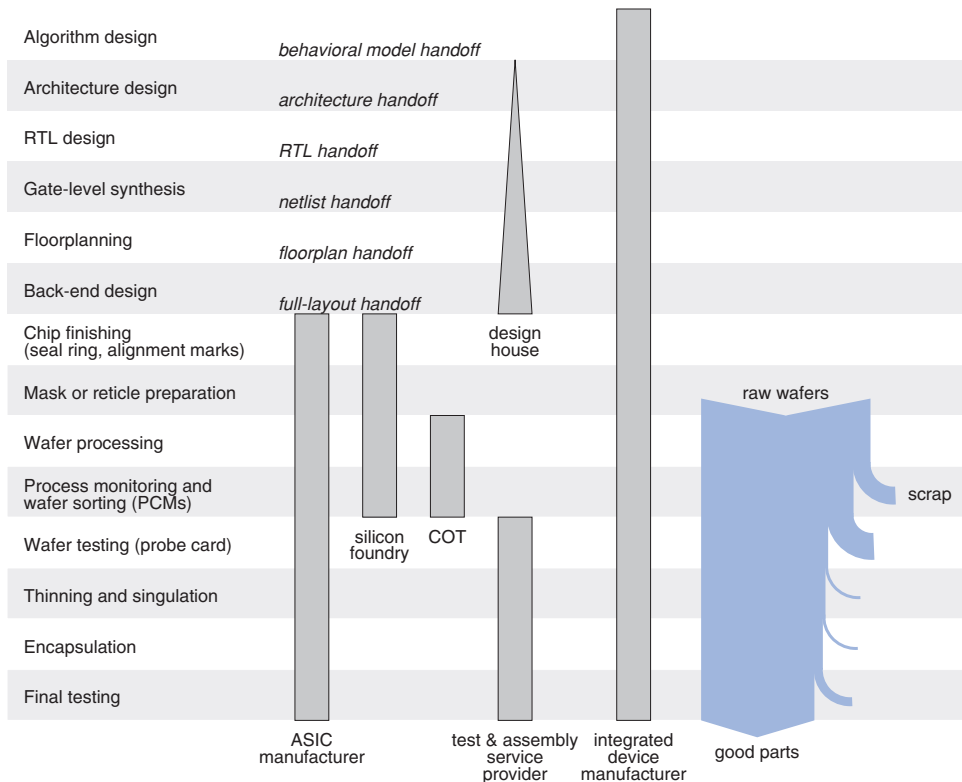 Algorithm design
behavioral model handoff
Architecture design
architecture handoff
RTL design
RTL handoff
Gate-level synthesis
netlist handoff
Floorplanning
floorplan handoff
Back-end design
full-layout handoff
Chip finishing
(seal ring, alignment marks)
design
house
Mask or reticle preparation
raw wafers
Wafer processing
Process monitoring and
wafer sorting (PCMs)
scrap
Wafer testing (probe card)
silicon
foundry
COT
Thinning and singulation
Encapsulation
Final testing
ASIC
manufacturer
test & assembly
service
provider
integrated
device
manufacturer
good parts